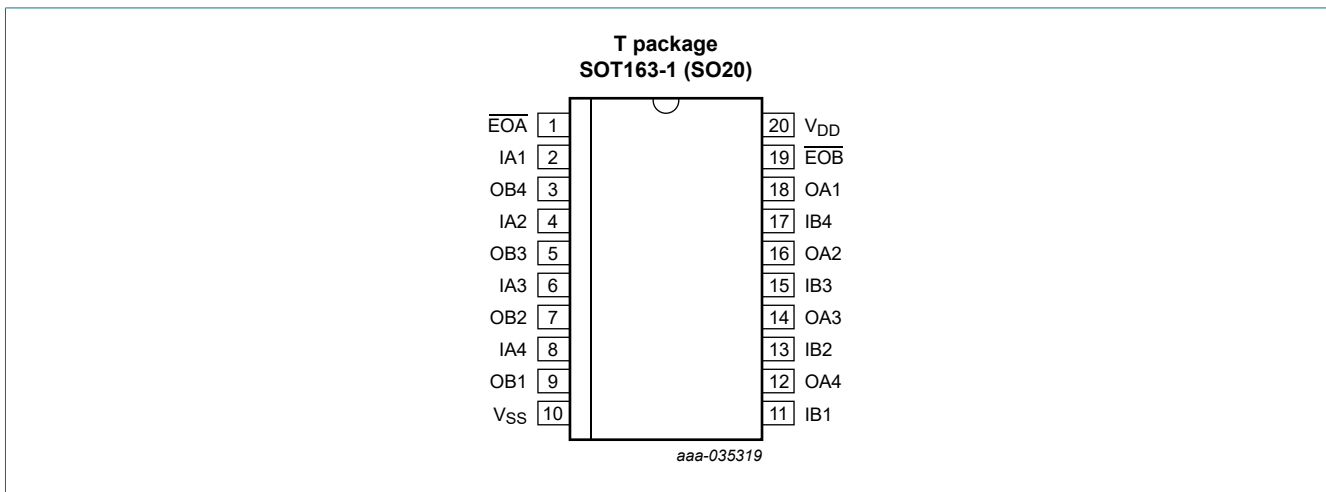 T package
SOT163-1 (SO20)
E̅O̅A̅ 1 20 VDD
IA1 2 19 E̅O̅B̅
OB4 3 18 OA1
IA2 4 17 IB4
OB3 5 16 OA2
IA3 6 15 IB3
OB2 7 14 OA3
IA4 8 13 IB2
OB1 9 12 OA4
VSS 10 11 IB1
aaa-035319